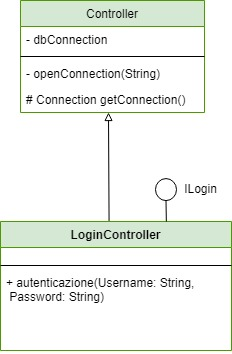 Controller
- dbConnection
- openConnection(String)
# Connection getConnection()
ILogin
LoginController
+ autenticazione(Username: String,
Password: String)